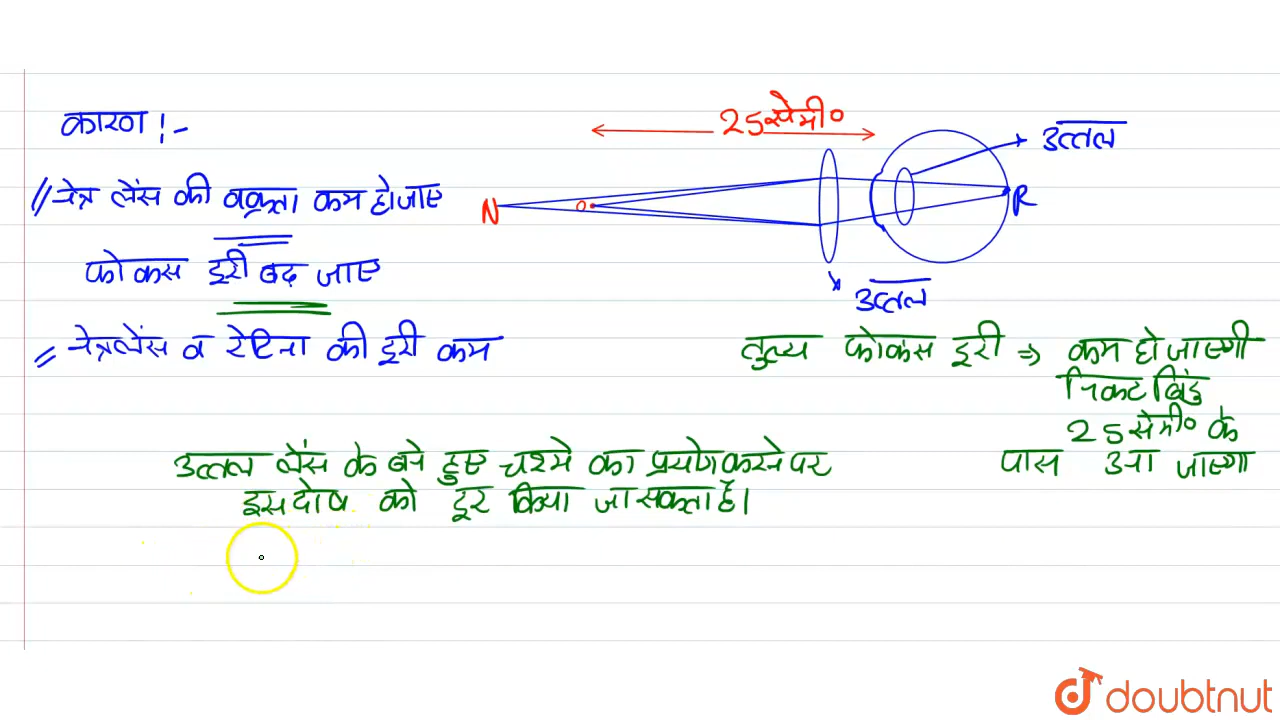 कारण :-
25 सेमी०
उत्तल
// नेत्र लेंस की वक्रता कम हो जाए
N
O
R
फोकस दूरी बढ़ जाए
उत्तल
= नेत्र लेंस व रेटिना की दूरी कम
तुल्य फोकस दूरी ⇒ कम हो जाएगी
निकट बिंदु
25 सेमी० के
पास आ जाएगा
उत्तल लेंस के बने हुए चश्मे का प्रयोग करने पर
इस दोष को दूर किया जा सकता है।
doubtnut